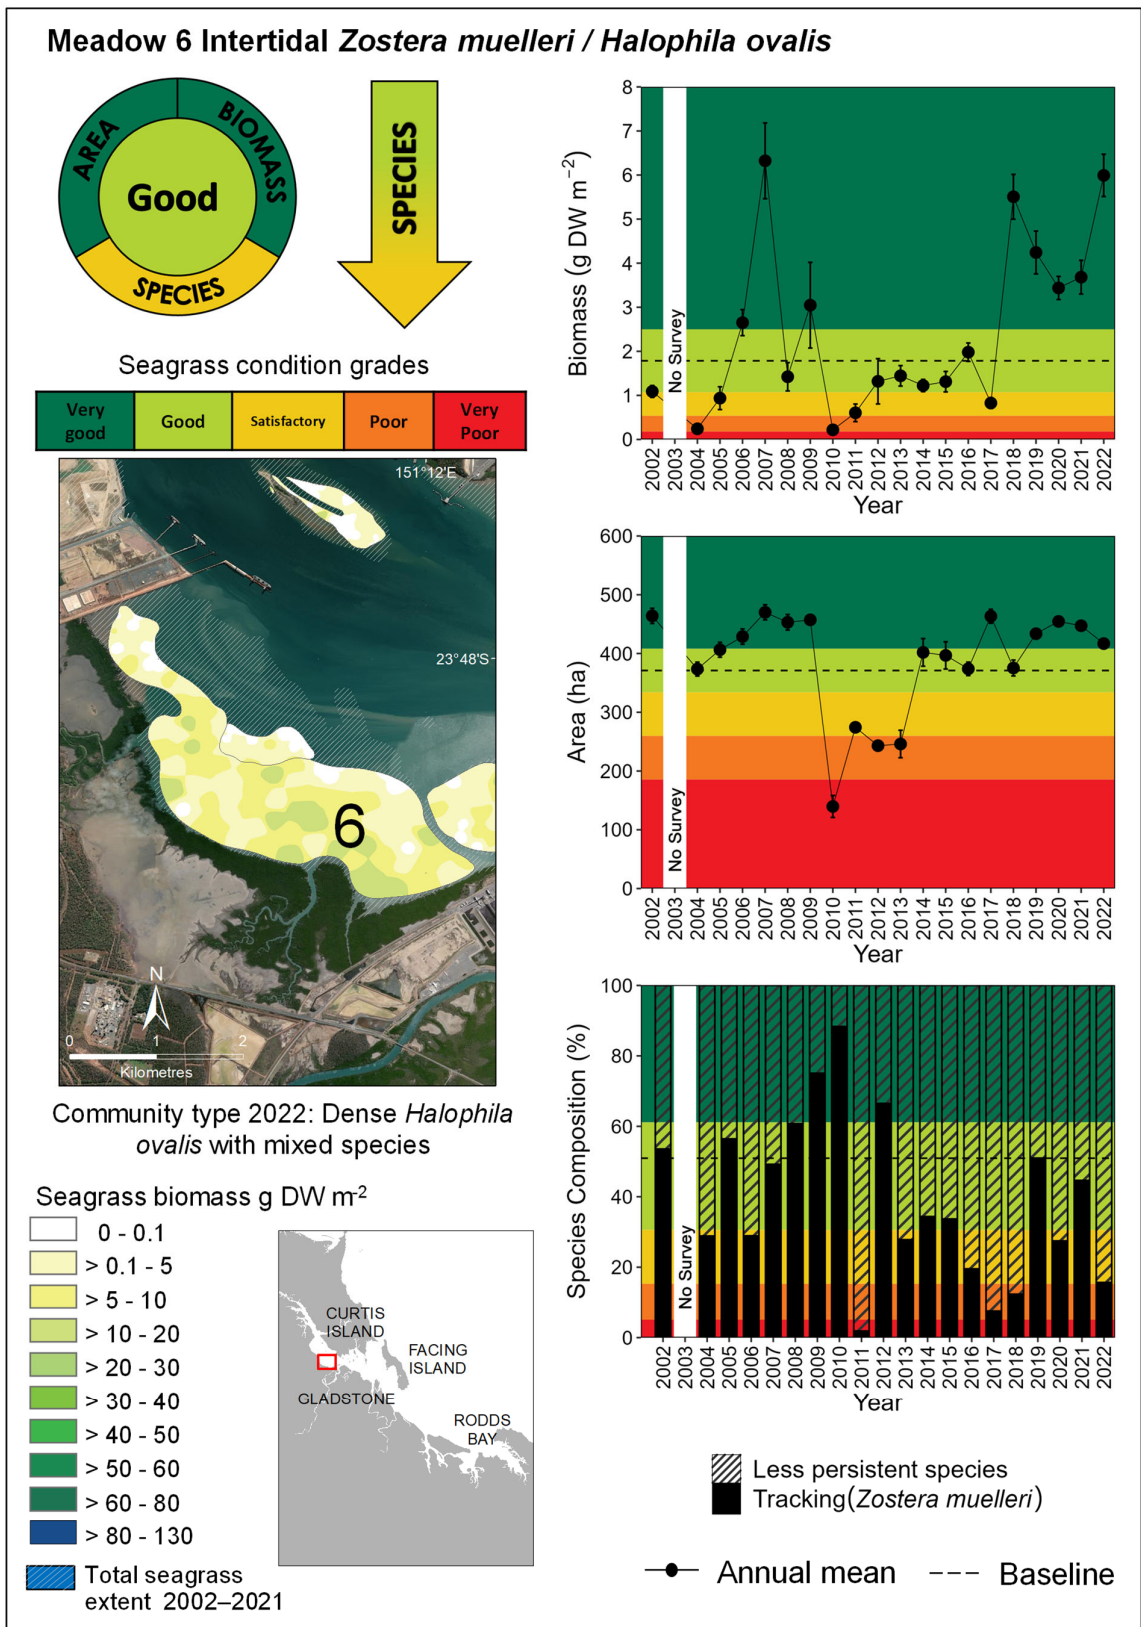 Meadow 6 Intertidal Zostera muelleri / Halophila ovalis
AREA
BIOMASS
Good
SPECIES
SPECIES
Seagrass condition grades
Very good
Good
Satisfactory
Poor
Very Poor
151°12'E
23°48'S
6
N
0 1 2
Kilometres
Community type 2022: Dense Halophila
ovalis with mixed species
Seagrass biomass g DW m-2
0 - 0.1
> 0.1 - 5
> 5 - 10
> 10 - 20
> 20 - 30
> 30 - 40
> 40 - 50
> 50 - 60
> 60 - 80
> 80 - 130
Total seagrass
extent 2002–2021
CURTIS
ISLAND
FACING
ISLAND
GLADSTONE
RODDS
BAY
Biomass (g DW m−2)
8
7
6
5
4
3
2
1
0
No Survey
2002 2003 2004 2005 2006 2007 2008 2009 2010 2011 2012 2013 2014 2015 2016 2017 2018 2019 2020 2021 2022
Year
Area (ha)
600
500
400
300
200
100
0
No Survey
2002 2003 2004 2005 2006 2007 2008 2009 2010 2011 2012 2013 2014 2015 2016 2017 2018 2019 2020 2021 2022
Year
Species Composition (%)
100
80
60
40
20
0
No Survey
2002 2003 2004 2005 2006 2007 2008 2009 2010 2011 2012 2013 2014 2015 2016 2017 2018 2019 2020 2021 2022
Year
Less persistent species
Tracking(Zostera muelleri)
Annual mean
Baseline